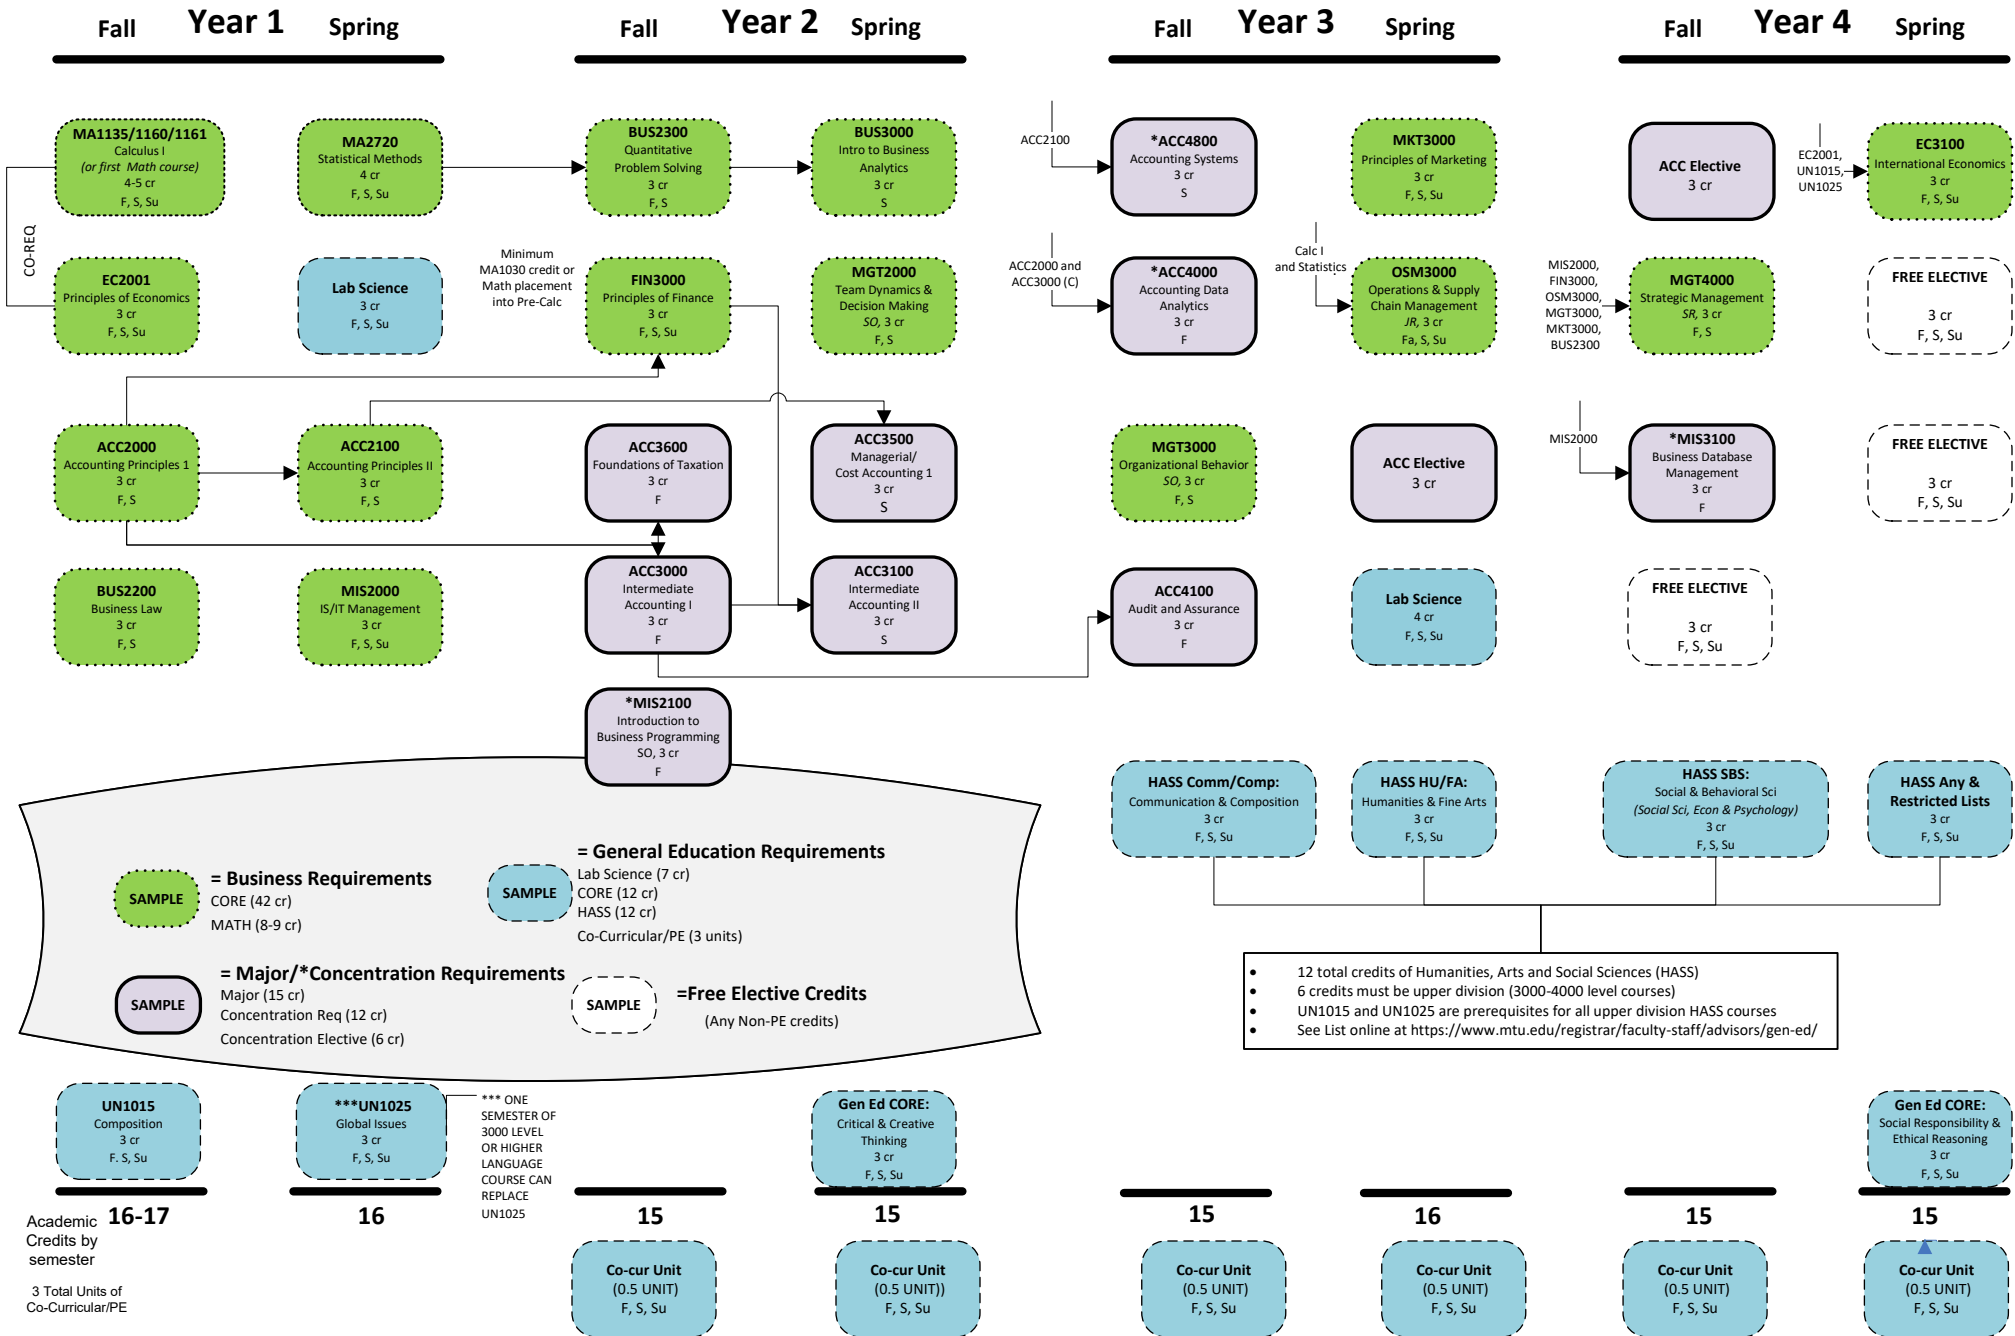 Fall
Year 1
Spring
Fall
Year 2
Spring
Fall
Year 3
Spring
Fall
Year 4
Spring
MA1135/1160/1161
Calculus I
(or first Math course)
4-5 cr
F, S, Su
MA2720
Statistical Methods
4 cr
F, S, Su
BUS2300
Quantitative
Problem Solving
3 cr
F, S
BUS3000
Intro to Business
Analytics
3 cr
S
ACC2100
*ACC4800
Accounting Systems
3 cr
S
MKT3000
Principles of Marketing
3 cr
F, S, Su
ACC Elective
3 cr
EC2001,
UN1015,
UN1025
EC3100
International Economics
3 cr
F, S, Su
CO-REQ
EC2001
Principles of Economics
3 cr
F, S, Su
Lab Science
3 cr
F, S, Su
Minimum
MA1030 credit or
Math placement
into Pre-Calc
FIN3000
Principles of Finance
3 cr
F, S, Su
MGT2000
Team Dynamics &
Decision Making
SO, 3 cr
F, S
ACC2000 and
ACC3000 (C)
*ACC4000
Accounting Data
Analytics
3 cr
F
Calc I
and Statistics
OSM3000
Operations & Supply
Chain Management
JR, 3 cr
Fa, S, Su
MIS2000,
FIN3000,
OSM3000,
MGT3000,
MKT3000,
BUS2300
MGT4000
Strategic Management
SR, 3 cr
F, S
FREE ELECTIVE
3 cr
F, S, Su
ACC2000
Accounting Principles 1
3 cr
F, S
ACC2100
Accounting Principles II
3 cr
F, S
ACC3600
Foundations of Taxation
3 cr
F
ACC3500
Managerial/
Cost Accounting 1
3 cr
S
MGT3000
Organizational Behavior
SO, 3 cr
F, S
ACC Elective
3 cr
MIS2000
*MIS3100
Business Database
Management
3 cr
F
FREE ELECTIVE
3 cr
F, S, Su
BUS2200
Business Law
3 cr
F, S
MIS2000
IS/IT Management
3 cr
F, S, Su
ACC3000
Intermediate
Accounting I
3 cr
F
ACC3100
Intermediate
Accounting II
3 cr
S
ACC4100
Audit and Assurance
3 cr
F
Lab Science
4 cr
F, S, Su
FREE ELECTIVE
3 cr
F, S, Su
*MIS2100
Introduction to
Business Programming
SO, 3 cr
F
HASS Comm/Comp:
Communication & Composition
3 cr
F, S, Su
HASS HU/FA:
Humanities & Fine Arts
3 cr
F, S, Su
HASS SBS:
Social & Behavioral Sci
(Social Sci, Econ & Psychology)
3 cr
F, S, Su
HASS Any &
Restricted Lists
3 cr
F, S, Su
SAMPLE
= Business Requirements
CORE (42 cr)
MATH (8-9 cr)
SAMPLE
= General Education Requirements
Lab Science (7 cr)
CORE (12 cr)
HASS (12 cr)
Co-Curricular/PE (3 units)
SAMPLE
= Major/*Concentration Requirements
Major (15 cr)
Concentration Req (12 cr)
Concentration Elective (6 cr)
SAMPLE
=Free Elective Credits
(Any Non-PE credits)
• 12 total credits of Humanities, Arts and Social Sciences (HASS)
• 6 credits must be upper division (3000-4000 level courses)
• UN1015 and UN1025 are prerequisites for all upper division HASS courses
• See List online at https://www.mtu.edu/registrar/faculty-staff/advisors/gen-ed/
UN1015
Composition
3 cr
F. S, Su
***UN1025
Global Issues
3 cr
F, S, Su
*** ONE
SEMESTER OF
3000 LEVEL
OR HIGHER
LANGUAGE
COURSE CAN
REPLACE
UN1025
Gen Ed CORE:
Critical & Creative
Thinking
3 cr
F, S, Su
Gen Ed CORE:
Social Responsibility &
Ethical Reasoning
3 cr
F, S, Su
Academic
Credits by
semester
16-17
16
15
15
15
16
15
15
3 Total Units of
Co-Curricular/PE
Co-cur Unit
(0.5 UNIT)
F, S, Su
Co-cur Unit
(0.5 UNIT))
F, S, Su
Co-cur Unit
(0.5 UNIT)
F, S, Su
Co-cur Unit
(0.5 UNIT)
F, S, Su
Co-cur Unit
(0.5 UNIT)
F, S, Su
Co-cur Unit
(0.5 UNIT)
F, S, Su